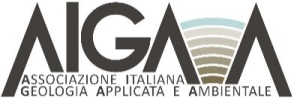 AIGAA
ASSOCIAZIONE ITALIANA
GEOLOGIA APPLICATA E AMBIENTALE